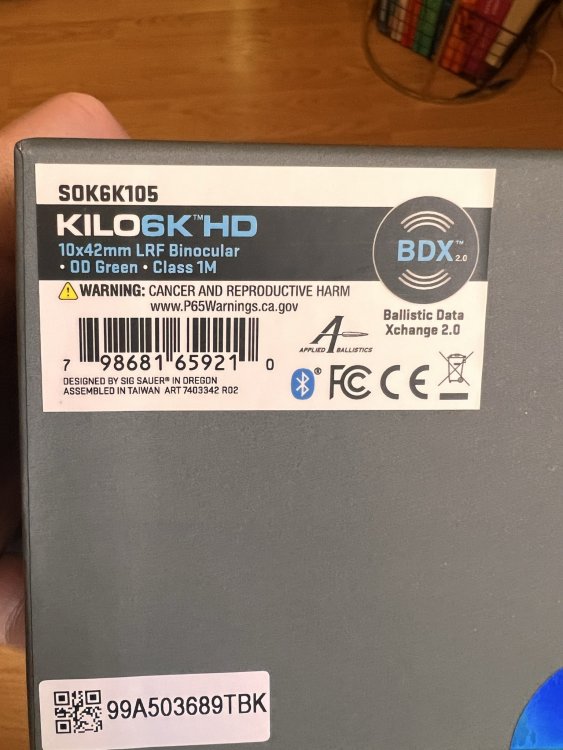 SOK6K105
KILO6K™HD
10x42mm LRF Binocular
• OD Green • Class 1M
BDX™ 2.0
Ballistic Data
Xchange 2.0
WARNING: CANCER AND REPRODUCTIVE HARM
www.P65Warnings.ca.gov
7 98681 65921 0
DESIGNED BY SIG SAUER® IN OREGON
ASSEMBLED IN TAIWAN ART 7403342 R02
A
APPLIED BALLISTICS
® FC CE
99A503689TBK